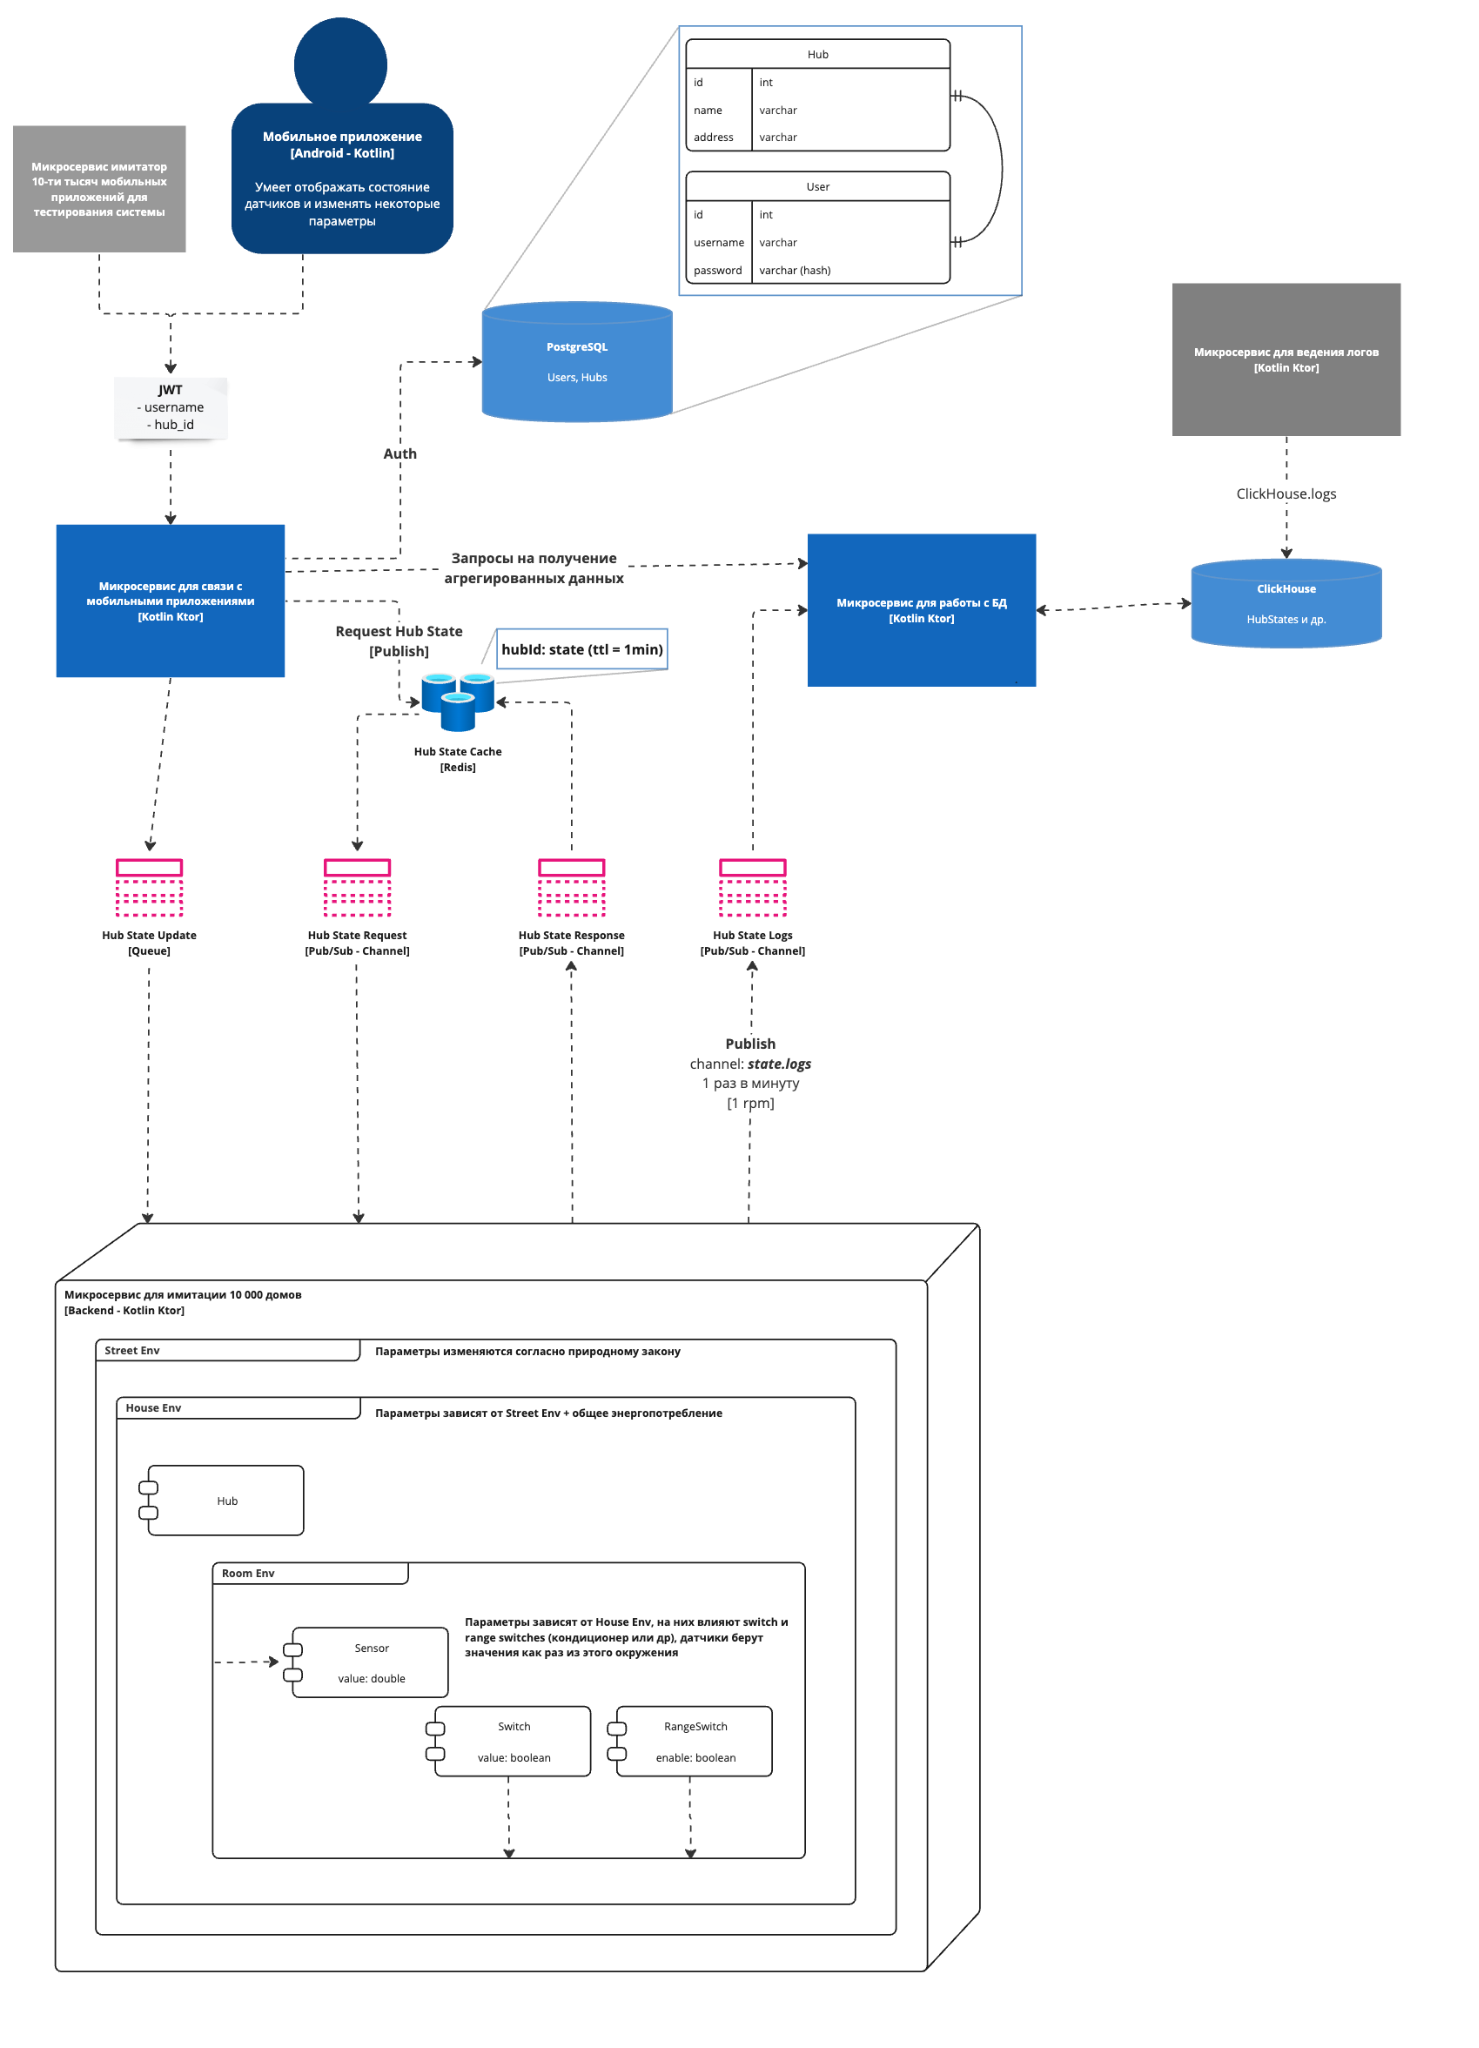 Hub
id int
name varchar
address varchar
User
id int
username varchar
password varchar (hash)
Мобильное приложение
[Android - Kotlin]
Умеет отображать состояние
датчиков и изменять некоторые
параметры
Микросервис имитатор
10-ти тысяч мобильных
приложений для
тестирования системы
PostgreSQL
Users, Hubs
Микросервис для ведения логов
[Kotlin Ktor]
JWT
- username
- hub_id
Auth
ClickHouse.logs
Запросы на получение
агрегированных данных
Микросервис для связи с
мобильными приложениями
[Kotlin Ktor]
Микросервис для работы с БД
[Kotlin Ktor]
ClickHouse
HubStates и др.
Request Hub State
[Publish]
hubId: state (ttl = 1min)
Hub State Cache
[Redis]
Hub State Update
[Queue]
Hub State Request
[Pub/Sub - Channel]
Hub State Response
[Pub/Sub - Channel]
Hub State Logs
[Pub/Sub - Channel]
Publish
channel: state.logs
1 раз в минуту
[1 rpm]
Микросервис для имитации 10 000 домов
[Backend - Kotlin Ktor]
Street Env
Параметры изменяются согласно природному закону
House Env
Параметры зависят от Street Env + общее энергопотребление
Hub
Room Env
Параметры зависят от House Env, на них влияют switch и
range switches (кондиционер или др), датчики берут
значения как раз из этого окружения
Sensor
value: double
Switch
value: boolean
RangeSwitch
enable: boolean